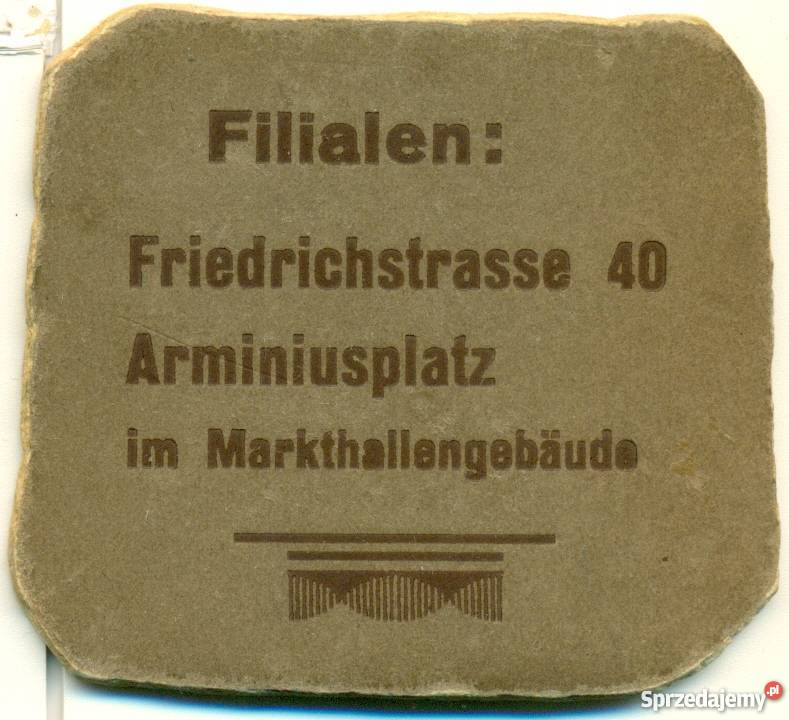 Filialen:
Friedrichstrasse 40
Arminiusplatz
im Markthallengebäude
Sprzedajemy.pl